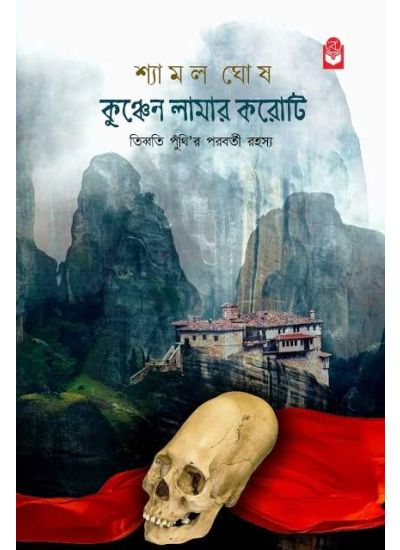 শ্যামল ঘোষ
কুঞ্চেন লামার করোটি
তিব্বতি পুঁথি'র পরবর্তী রহস্য